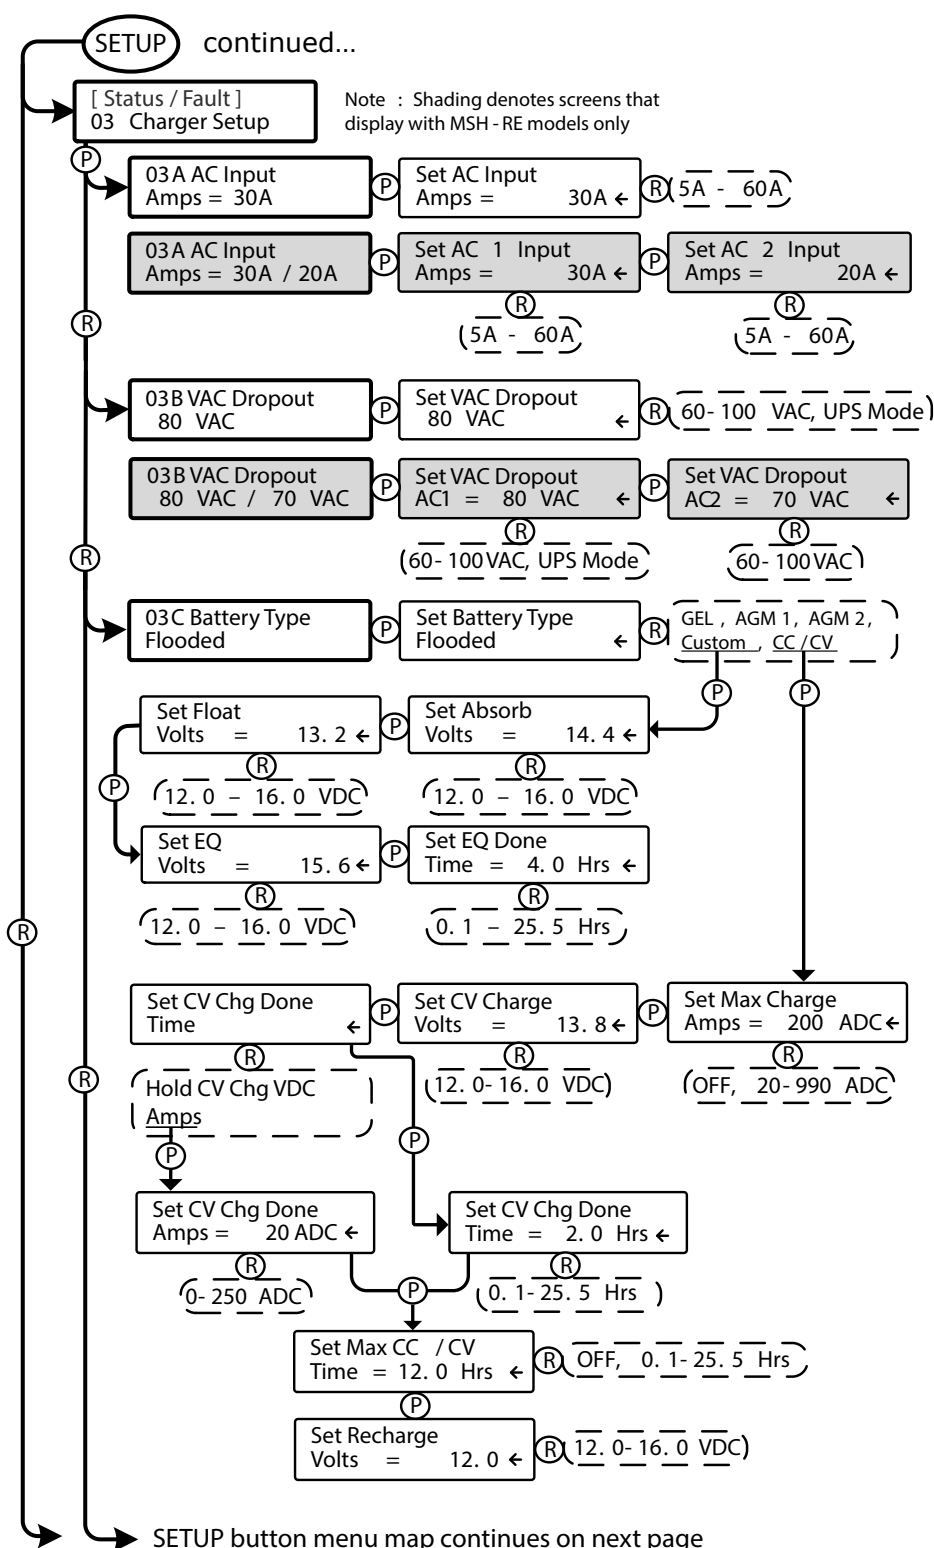 SETUP continued...
[ Status / Fault ]
03 Charger Setup
Note : Shading denotes screens that
display with MSH - RE models only
P
03A AC Input
Amps = 30A
P
Set AC Input
Amps = 30A ←
R
5A - 60A
03A AC Input
Amps = 30A / 20A
P
Set AC 1 Input
Amps = 30A ←
P
Set AC 2 Input
Amps = 20A ←
R
R
R
5A - 60A
5A - 60A
03B VAC Dropout
80 VAC
P
Set VAC Dropout
80 VAC ←
R
60- 100 VAC, UPS Mode
03B VAC Dropout
80 VAC / 70 VAC
P
Set VAC Dropout
AC1 = 80 VAC ←
P
Set VAC Dropout
AC2 = 70 VAC ←
R
R
R
60- 100VAC, UPS Mode
60- 100VAC
03C Battery Type
Flooded
P
Set Battery Type
Flooded ←
R
GEL , AGM 1, AGM 2,
Custom , CC /CV
P
P
Set Float
Volts = 13. 2 ←
P
Set Absorb
Volts = 14. 4 ←
R
R
P
12. 0 – 16. 0 VDC
12. 0 – 16. 0 VDC
Set EQ
Volts = 15. 6 ←
P
Set EQ Done
Time = 4. 0 Hrs ←
R
R
R
12. 0 – 16. 0 VDC
0. 1 – 25. 5 Hrs
Set CV Chg Done
Time ←
P
Set CV Charge
Volts = 13. 8 ←
P
Set Max Charge
Amps = 200 ADC ←
R
R
R
R
Hold CV Chg VDC
Amps
12. 0- 16. 0 VDC
OFF, 20- 990 ADC
P
P
Set CV Chg Done
Amps = 20 ADC ←
Set CV Chg Done
Time = 2. 0 Hrs ←
R
P
R
0- 250 ADC
0. 1- 25. 5 Hrs
Set Max CC / CV
Time = 12. 0 Hrs ←
R
OFF, 0. 1- 25. 5 Hrs
P
Set Recharge
Volts = 12. 0 ←
R
12. 0- 16. 0 VDC
SETUP button menu map continues on next page